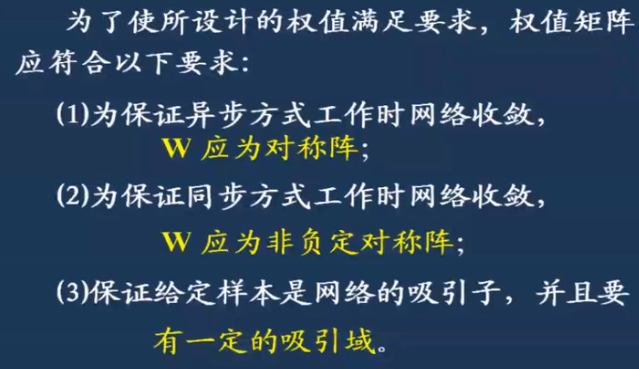 为了使所设计的权值满足要求，权值矩阵
应符合以下要求：
⑴为保证异步方式工作时网络收敛，
W 应为对称阵；
⑵为保证同步方式工作时网络收敛，
W 应为非负定对称阵；
⑶保证给定样本是网络的吸引子，并且要
有一定的吸引域。